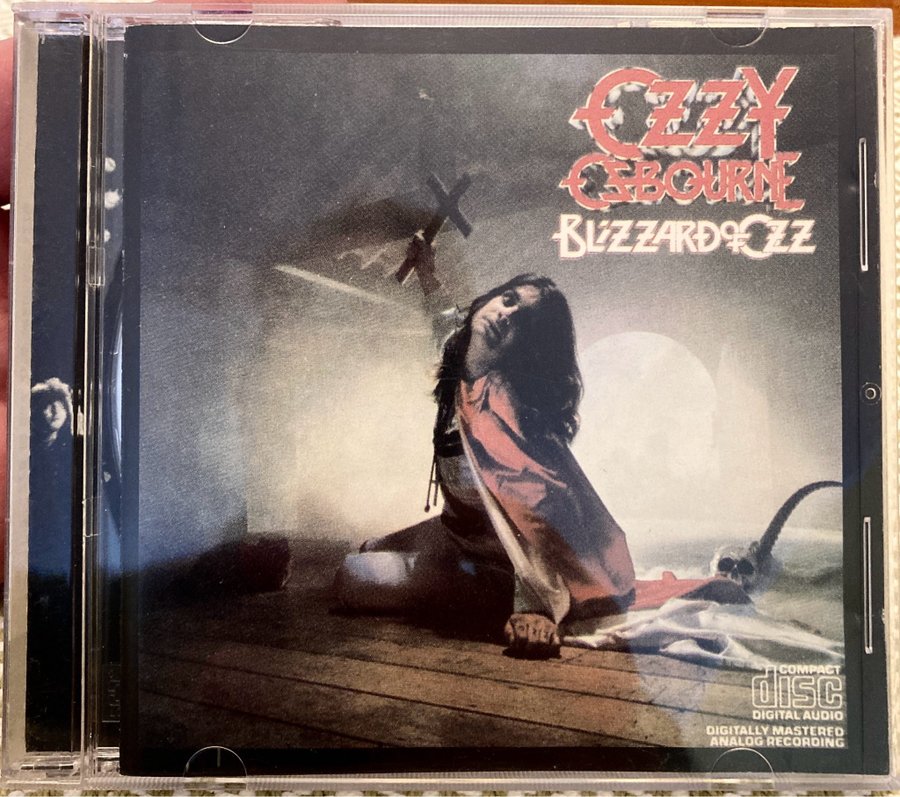 OZZY
OSBOURNE
BLIZZARD OF OZZ
COMPACT
disc
DIGITAL AUDIO
DIGITALLY MASTERED
ANALOG RECORDING